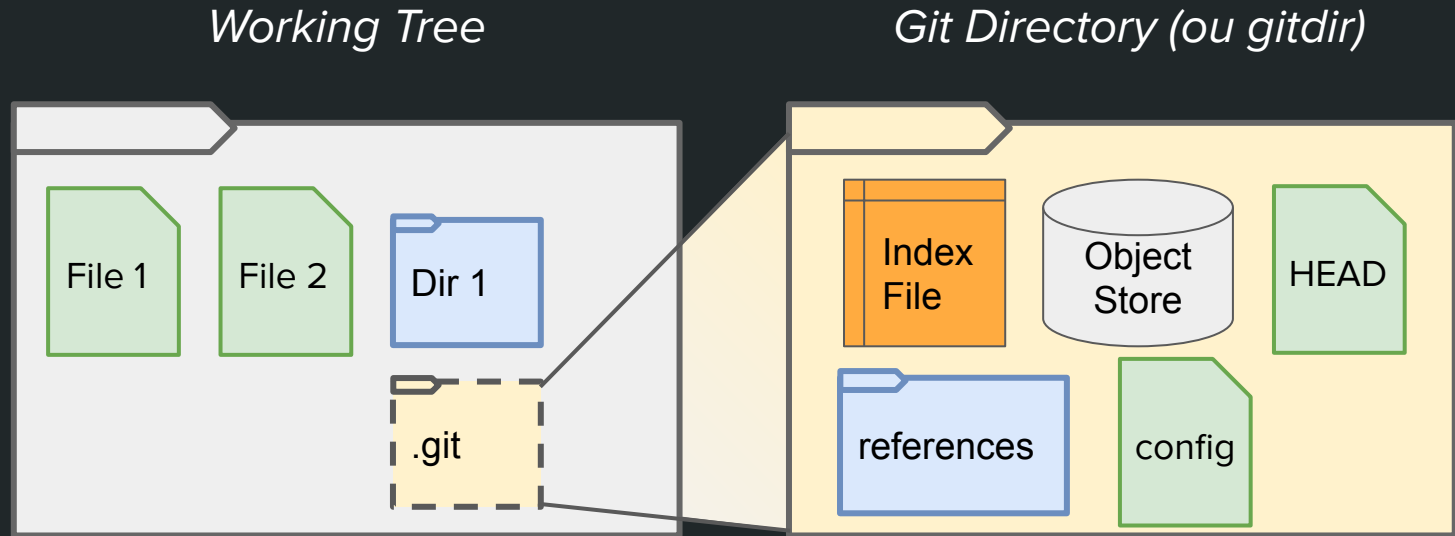 Working Tree
Git Directory (ou gitdir)
File 1
File 2
Dir 1
.git
Index
File
Object
Store
HEAD
references
config